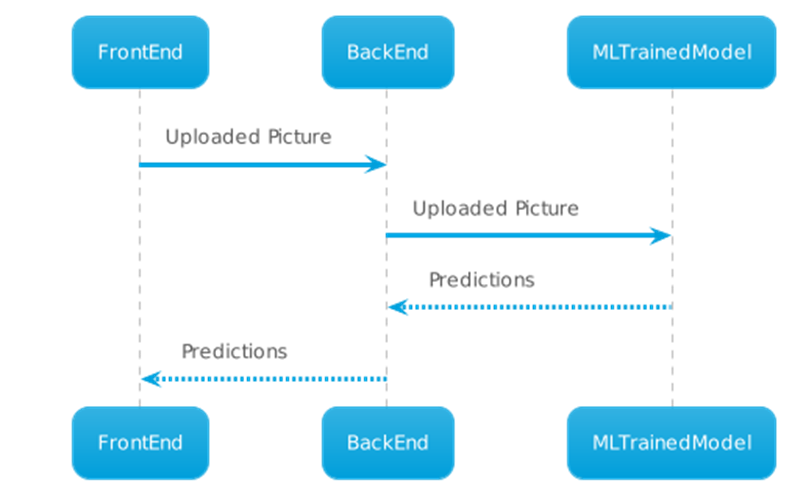 FrontEnd BackEnd MLTrainedModel
Uploaded Picture
Uploaded Picture
Predictions
Predictions
FrontEnd BackEnd MLTrainedModel